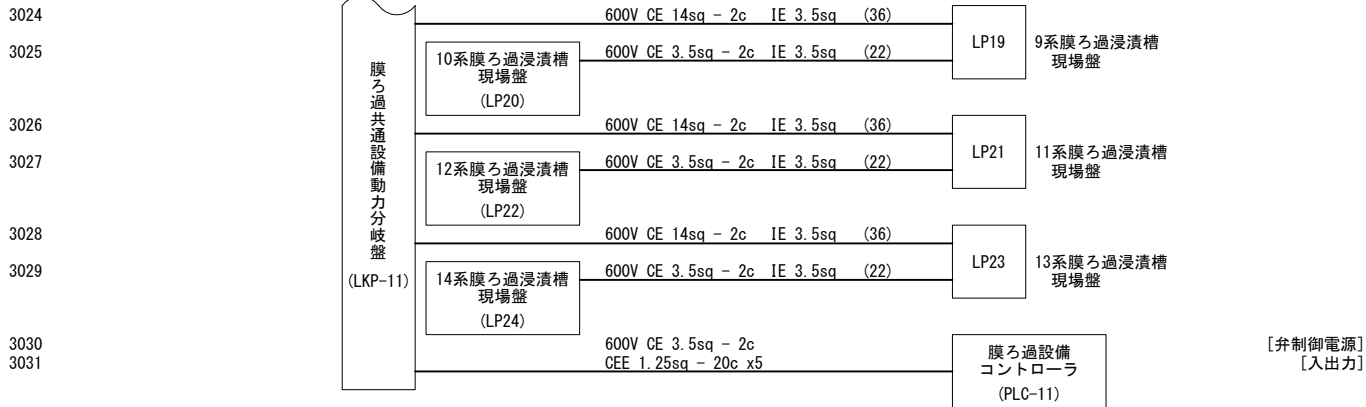 3024
600V CE 14sq - 2c IE 3.5sq (36)
3025
10系膜ろ過浸漬槽
現場盤
(LP20)
600V CE 3.5sq - 2c IE 3.5sq (22)
LP19
9系膜ろ過浸漬槽
現場盤
膜ろ過共通設備動力分岐盤
(LKP-11)
3026
600V CE 14sq - 2c IE 3.5sq (36)
3027
12系膜ろ過浸漬槽
現場盤
(LP22)
600V CE 3.5sq - 2c IE 3.5sq (22)
LP21
11系膜ろ過浸漬槽
現場盤
3028
600V CE 14sq - 2c IE 3.5sq (36)
3029
14系膜ろ過浸漬槽
現場盤
(LP24)
600V CE 3.5sq - 2c IE 3.5sq (22)
LP23
13系膜ろ過浸漬槽
現場盤
3030
600V CE 3.5sq - 2c
[弁制御電源]
3031
CEE 1.25sq - 20c x5
[入出力]
膜ろ過設備
コントローラ
(PLC-11)